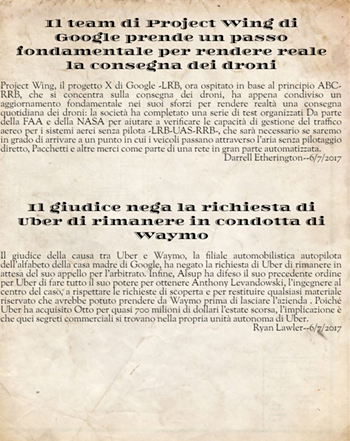 Il team di Project Wing di
Google prende un passo
fondamentale per rendere reale
la consegna dei droni
Project Wing, il progetto X di Google -LRB, ora ospitato in base al principio ABC-
RRB, che si concentra sulla consegna dei droni, ha appena condiviso un
aggiornamento fondamentale nei suoi sforzi per rendere realtà una consegna
quotidiana dei droni: la società ha completato una serie di test organizzati Da parte
della FAA e della NASA per aiutare a verificare le capacità di gestione del traffico
aereo per i sistemi aerei senza pilota -LRB-UAS-RRB-, che sarà necessario se saremo
in grado di arrivare a un punto in cui i veicoli passano attraverso l'aria senza pilotaggio
diretto, Pacchetti e altre merci come parte di una rete in gran parte automatizzata.
Darrell Etherington--6/7/2017
Il giudice nega la richiesta di
Uber di rimanere in condotta di
Waymo
Il giudice della causa tra Uber e Waymo, la filiale automobilistica autopilota
dell'alfabeto della casa madre di Google, ha negato la richiesta di Uber di rimanere in
attesa del suo appello per l'arbitrato. Infine, Alsup ha difeso il suo precedente ordine
per Uber di fare tutto il suo potere per ottenere Anthony Levandowski, l'ingegnere al
centro del caso, a rispettare le richieste di scoperta e per restituire qualsiasi materiale
riservato che avrebbe potuto prendere da Waymo prima di lasciare l'azienda . Poiché
Uber ha acquisito Otto per quasi 700 milioni di dollari l'estate scorsa, l'implicazione è
che quei segreti commerciali si trovano nella propria unità autonoma di Uber.
Ryan Lawler--6/7/2017